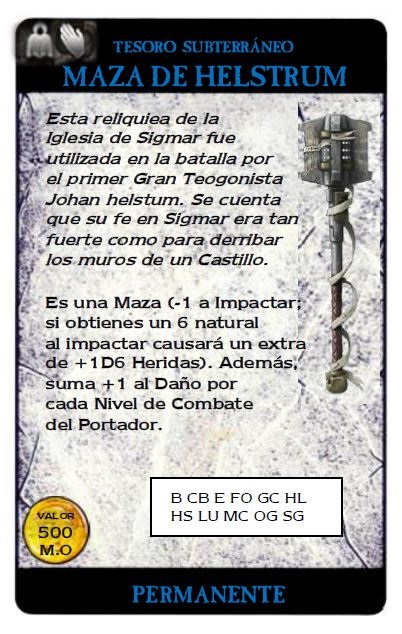 TESORO SUBTERRÁNEO
MAZA DE HELSTRUM
Esta reliquiea de la
Iglesia de Sigmar fue
utilizada en la batalla por
el primer Gran Teogonista
Johan helstum. Se cuenta
que su fe en Sigmar era tan
fuerte como para derribar
los muros de un Castillo.
Es una Maza (-1 a Impactar;
si obtienes un 6 natural
al impactar causará un extra
de +1D6 Heridas). Además,
suma +1 al Daño por
cada Nivel de Combate
del Portador.
B CB E FO GC HL
HS LU MC OG SG
VALOR
500
M.O
PERMANENTE